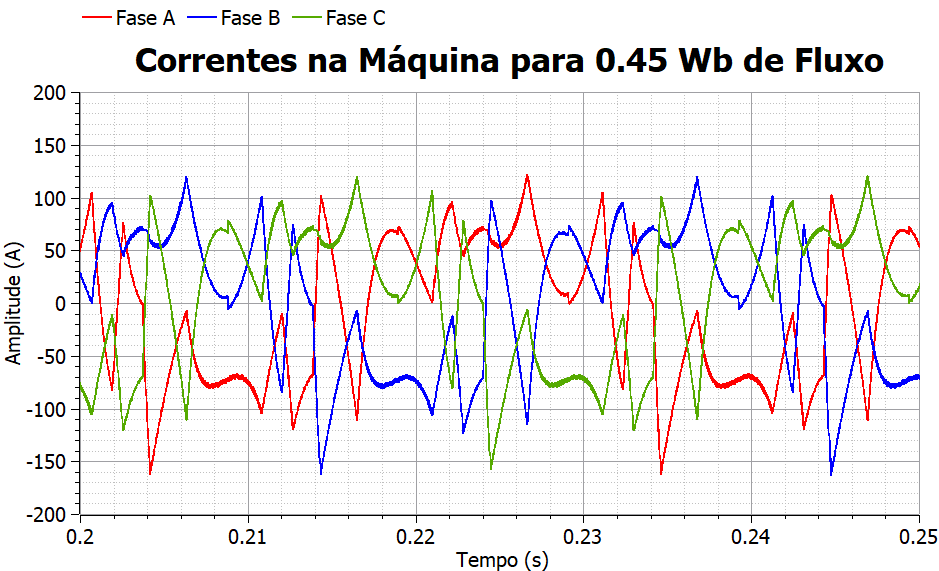 Fase A Fase B Fase C
Correntes na Máquina para 0.45 Wb de Fluxo
200
150
100
50
0
-50
-100
-150
-200
Amplitude (A)
0.2 0.21 0.22 0.23 0.24 0.25
Tempo (s)